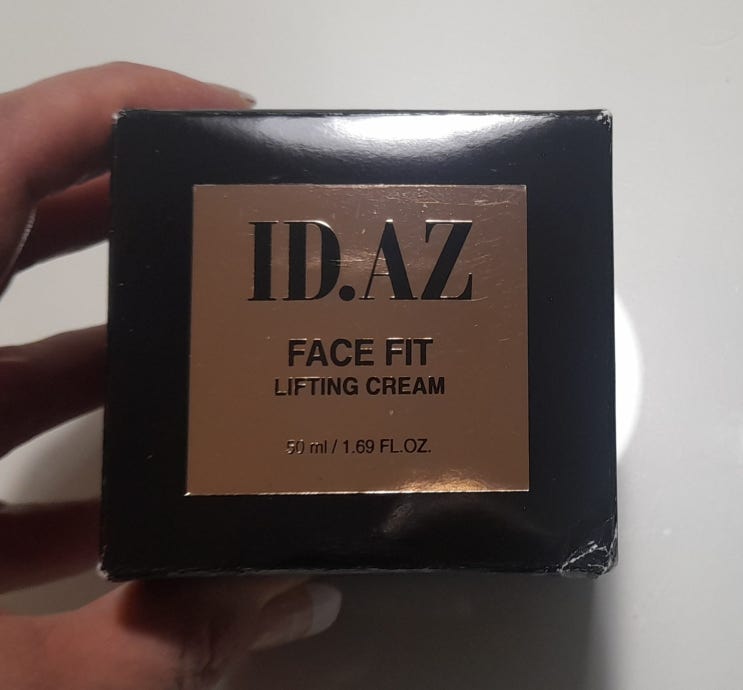 ID.AZ
FACE FIT
LIFTING CREAM
50 ml / 1.69 FL.OZ.